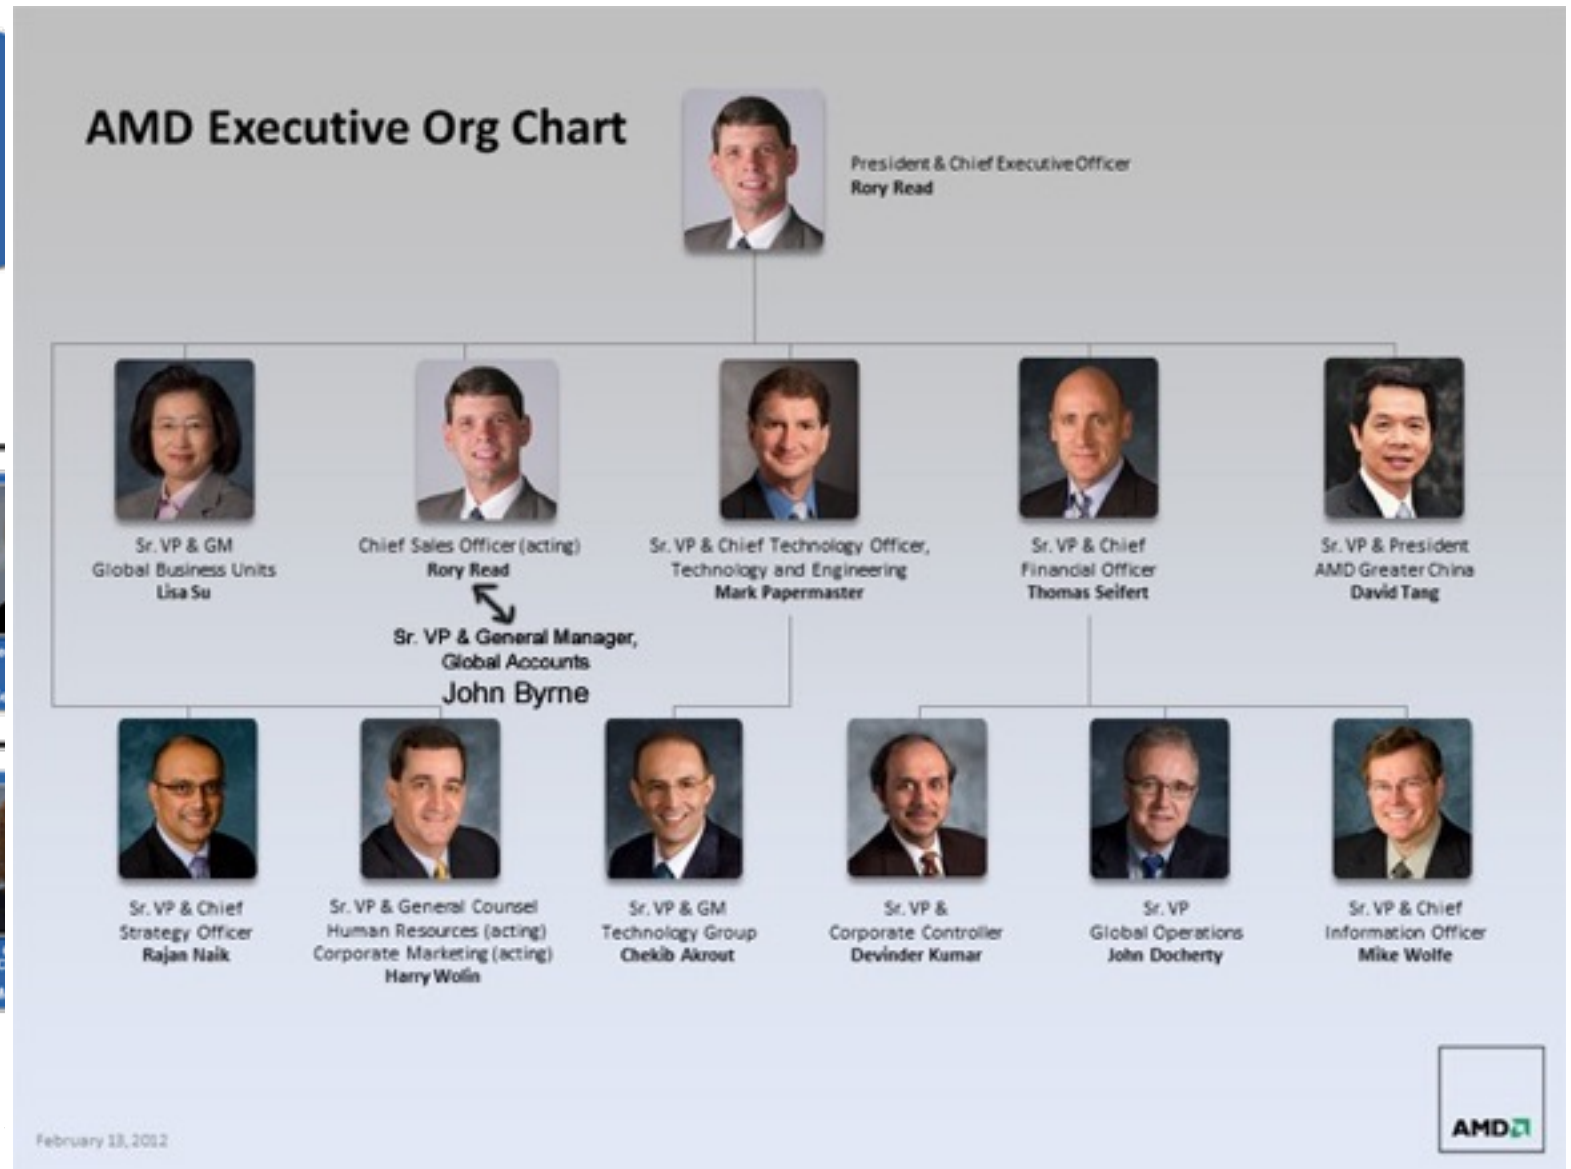 AMD Executive Org Chart
President & Chief Executive Officer
Rory Read
Sr. VP & GM
Global Business Units
Lisa Su
Chief Sales Officer (acting)
Rory Read
Sr. VP & General Manager,
Global Accounts
John Byrne
Sr. VP & Chief Technology Officer,
Technology and Engineering
Mark Papermaster
Sr. VP & Chief
Financial Officer
Thomas Seifert
Sr. VP & President
AMD Greater China
David Tang
Sr. VP & Chief
Strategy Officer
Rajan Naik
Sr. VP & General Counsel
Human Resources (acting)
Corporate Marketing (acting)
Harry Wolin
Sr. VP & GM
Technology Group
Chekib Akrout
Sr. VP &
Corporate Controller
Devinder Kumar
Sr. VP
Global Operations
John Docherty
Sr. VP & Chief
Information Officer
Mike Wolfe
February 13, 2012
AMD